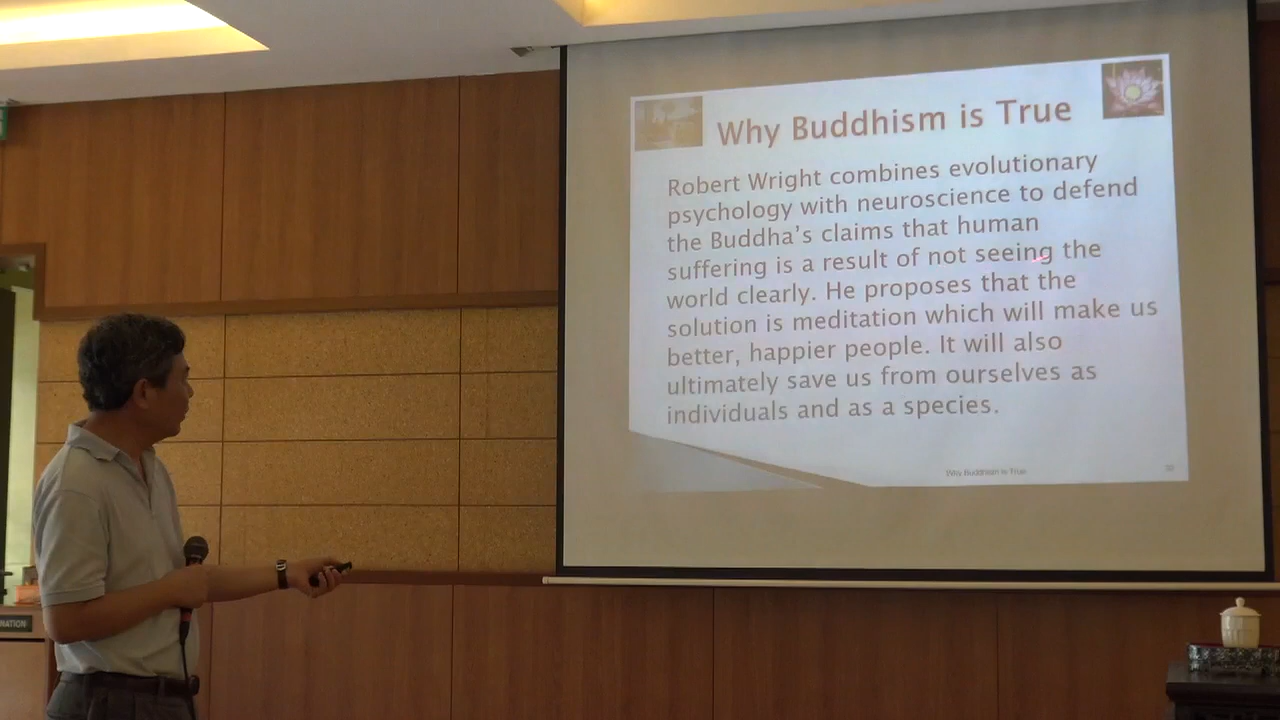 Why Buddhism is True
Robert Wright combines evolutionary
psychology with neuroscience to defend
the Buddha's claims that human
suffering is a result of not seeing the
world clearly. He proposes that the
solution is meditation which will make us
better, happier people. It will also
ultimately save us from ourselves as
individuals and as a species.
Why Buddhism is True
NATION